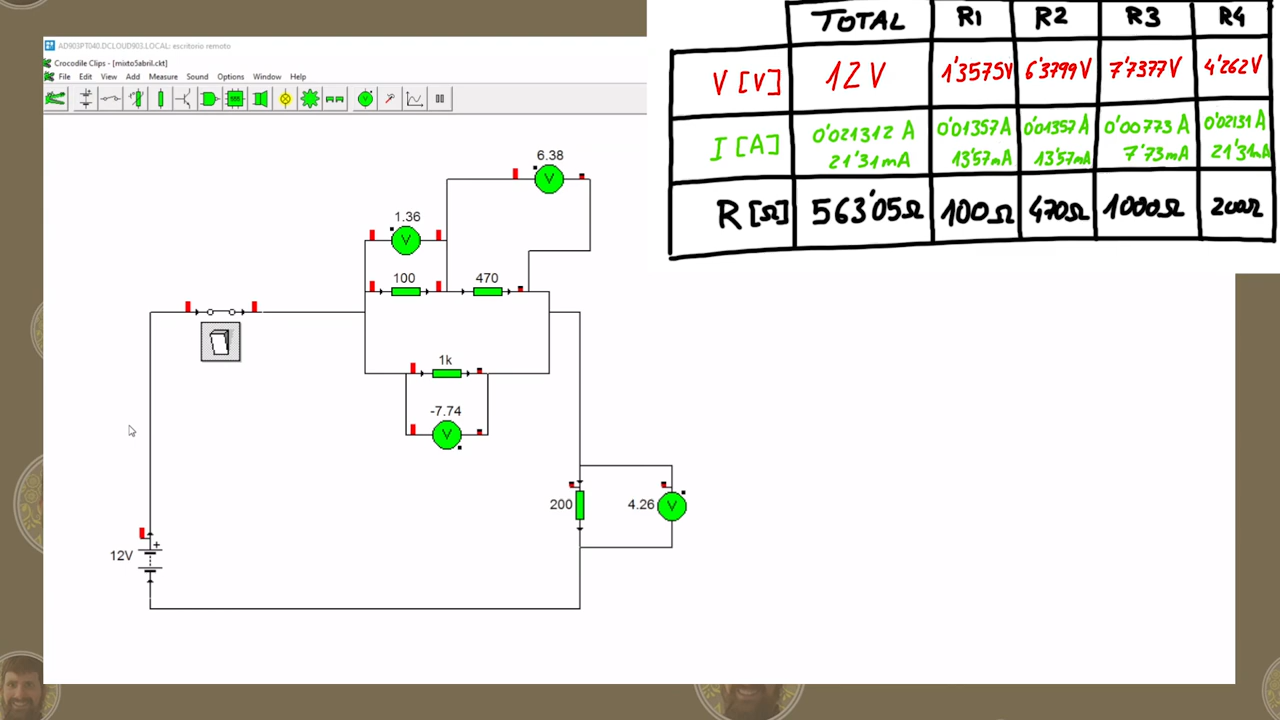 AD903PT040.DCLOUD903.LOCAL: escritorio remoto
Crocodile Clips - [mixto5abril.ckt]
File Edit View Add Measure Sound Options Window Help
TOTAL R1 R2 R3 R4
V [V] 12 V 1'3575V 6'3799V 7'7377V 4'262V
I [A] 0'021312 A 0'01357A 0'01357A 0'00773 A 0'02131 A
21'31mA 13'57mA 13'57mA 7'73mA 21'31mA
R [Ω] 563'05Ω 100Ω 470Ω 1000Ω 200Ω
6.38
V
1.36
V
100 470
1k
-7.74
V
200 4.26 V
12V +